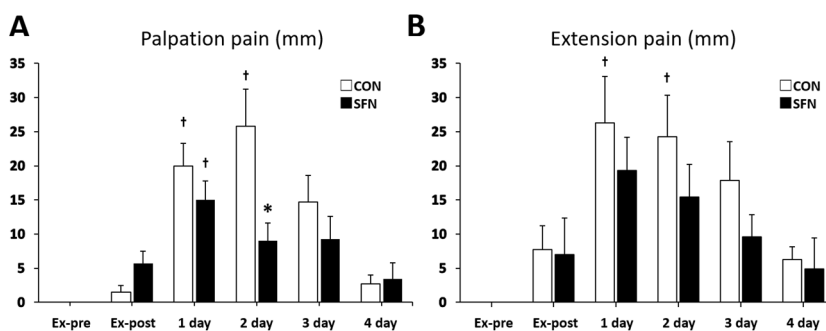 A
Palpation pain (mm)
35
30
25
20
15
10
5
0
† † † *
CON
SFN
Ex-pre Ex-post 1 day 2 day 3 day 4 day
B
Extension pain (mm)
35
30
25
20
15
10
5
0
† †
CON
SFN
Ex-pre Ex-post 1 day 2 day 3 day 4 day